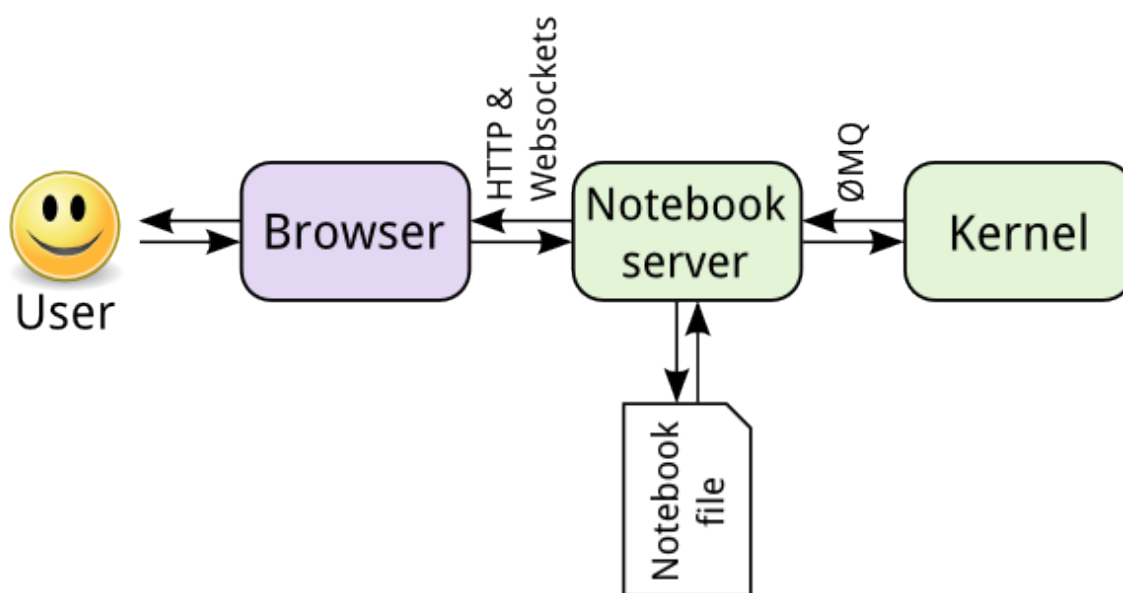 User
Browser
HTTP &
Websockets
Notebook
server
ØMQ
Kernel
Notebook
file